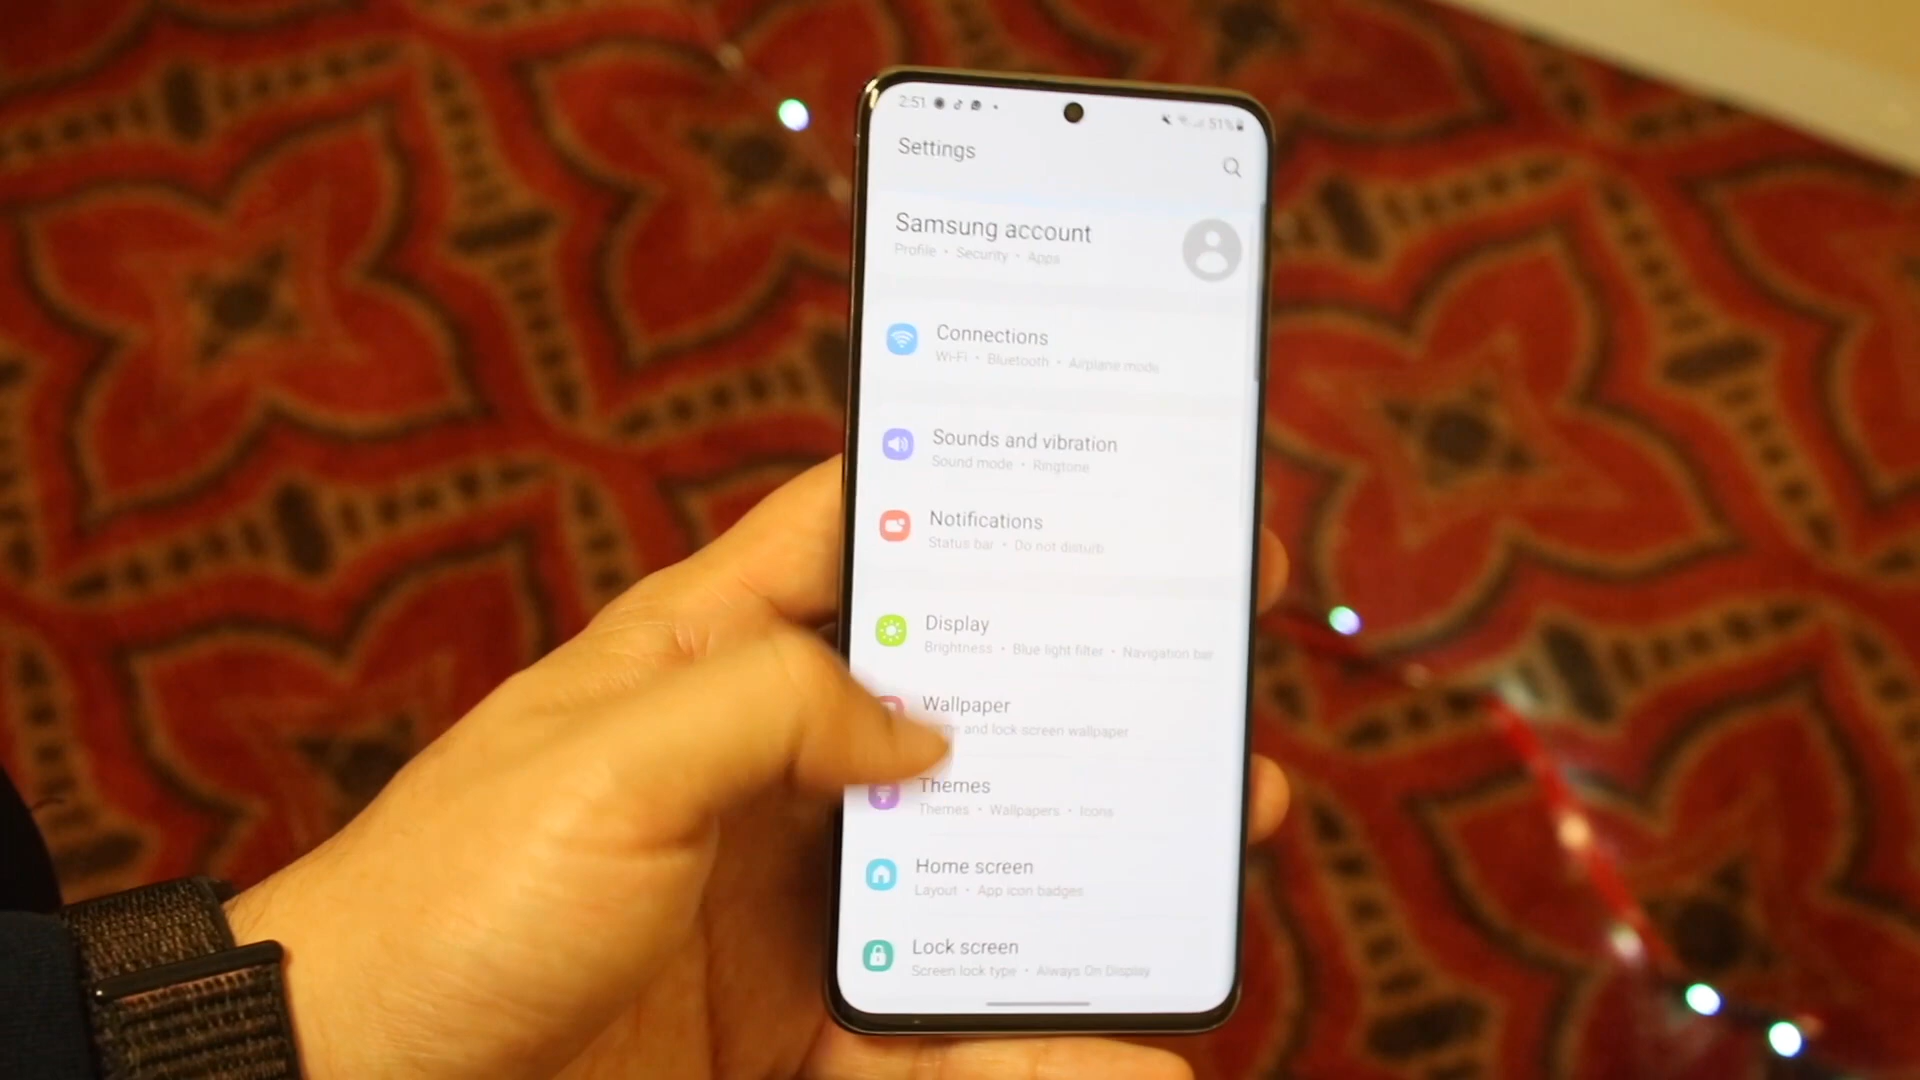 2:51
51%
Settings
Samsung account
Profile • Security • Apps
Connections
Wi-Fi • Bluetooth • Airplane mode
Sounds and vibration
Sound mode • Ringtone
Notifications
Status bar • Do not disturb
Display
Brightness • Blue light filter • Navigation bar
Wallpaper
and lock screen wallpaper
Themes
Themes • Wallpapers • Icons
Home screen
Layout • App icon badges
Lock screen
Screen lock type • Always On Display